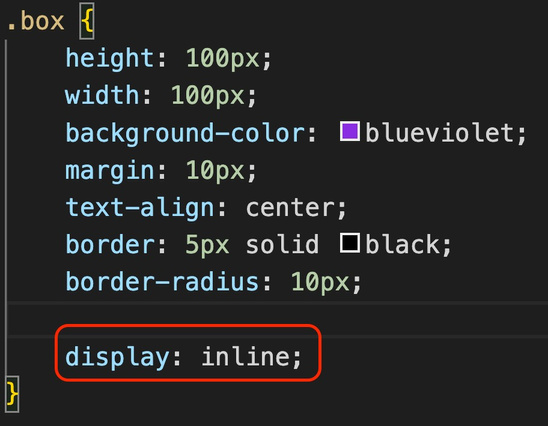 .box {
height: 100px;
width: 100px;
background-color: blueviolet;
margin: 10px;
text-align: center;
border: 5px solid black;
border-radius: 10px;
display: inline;
}